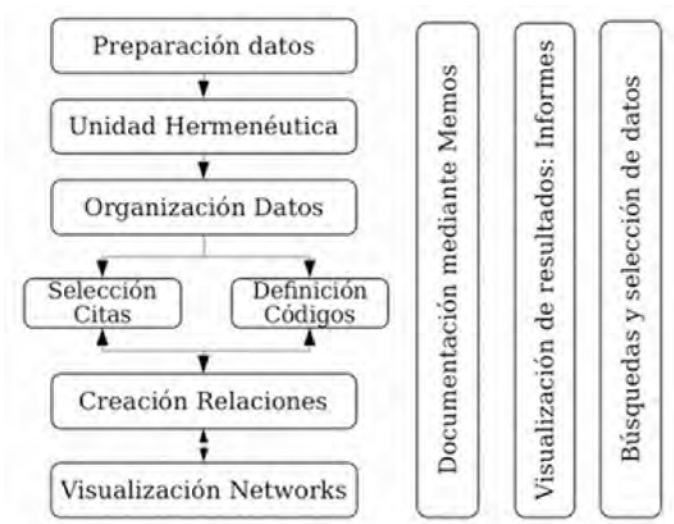 Preparación datos
Unidad Hermenéutica
Organización Datos
Selección
Citas
Definición
Códigos
Creación Relaciones
Visualización Networks
Documentación mediante Memos
Visualización de resultados: Informes
Búsquedas y selección de datos